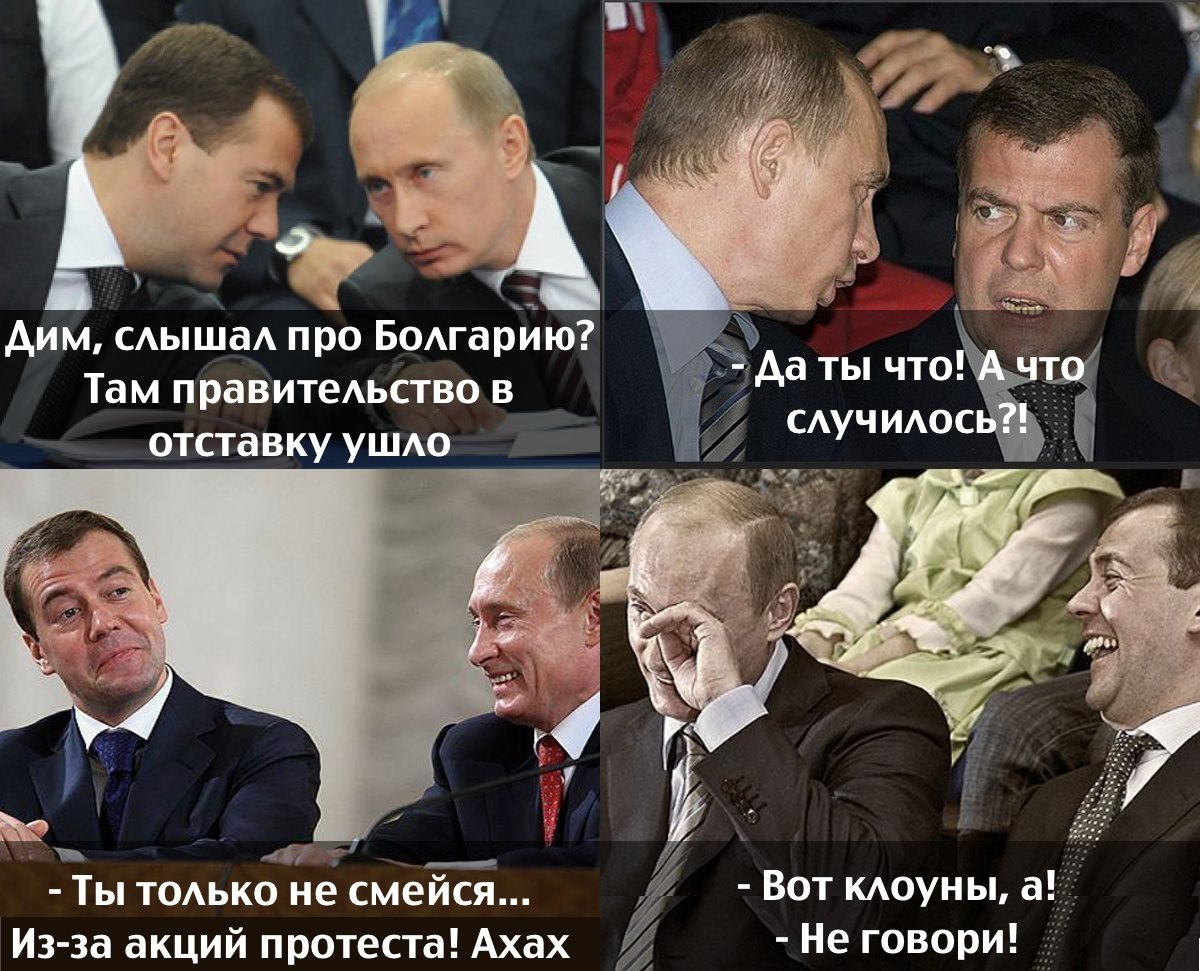 Дим, слышал про Болгарию?
Там правительство в
отставку ушло
- Да ты что! А что
случилось?!
- Ты только не смейся...
Из-за акций протеста! Ахах
- Вот клоуны, а!
- Не говори!